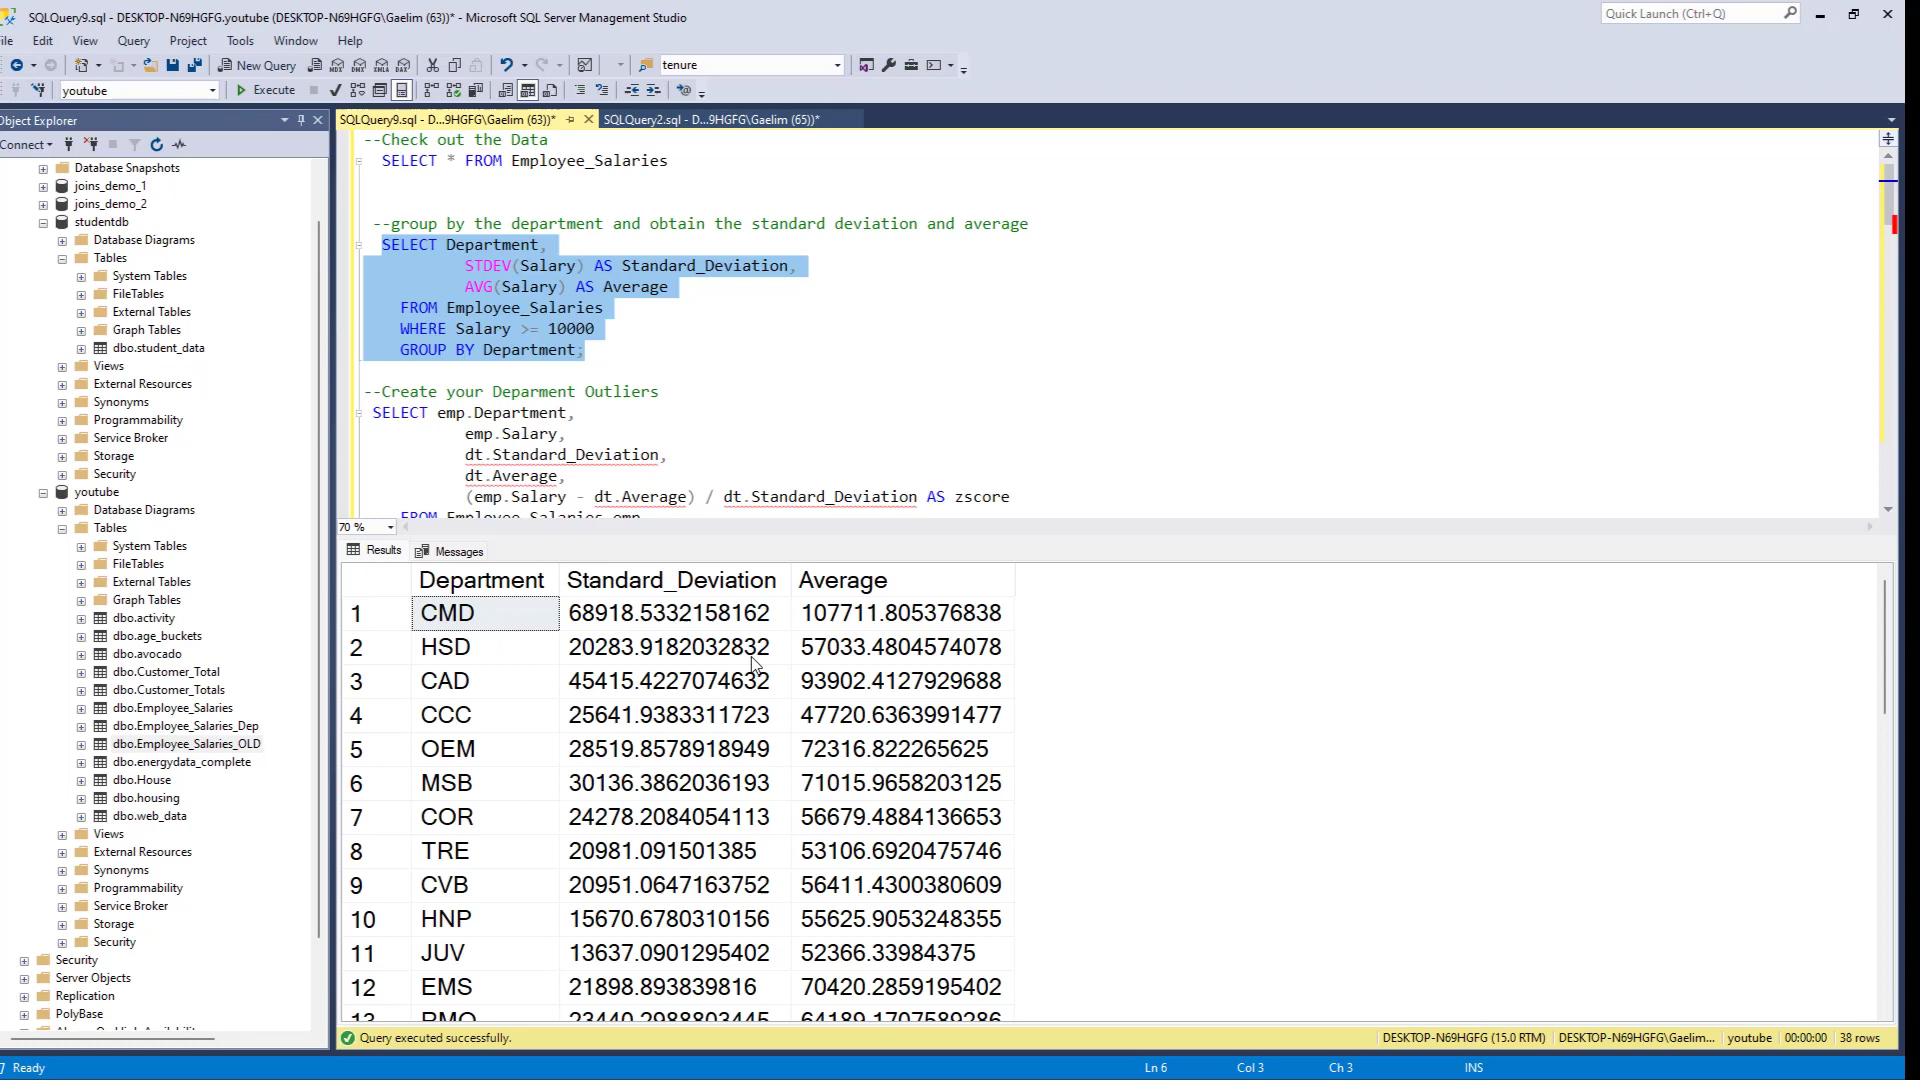 SQLQuery9.sql - DESKTOP-N69HGFG.youtube (DESKTOP-N69HGFG\Gaelim (63))* - Microsoft SQL Server Management Studio
Quick Launch (Ctrl+Q)
ile Edit View Query Project Tools Window Help
New Query
tenure
youtube
Execute
Object Explorer
Connect
Database Snapshots
joins_demo_1
joins_demo_2
studentdb
Database Diagrams
Tables
System Tables
FileTables
External Tables
Graph Tables
dbo.student_data
Views
External Resources
Synonyms
Programmability
Service Broker
Storage
Security
youtube
Database Diagrams
Tables
System Tables
FileTables
External Tables
Graph Tables
dbo.activity
dbo.age_buckets
dbo.avocado
dbo.Customer_Total
dbo.Customer_Totals
dbo.Employee_Salaries
dbo.Employee_Salaries_Dep
dbo.Employee_Salaries_OLD
dbo.energydata_complete
dbo.House
dbo.housing
dbo.web_data
Views
External Resources
Synonyms
Programmability
Service Broker
Storage
Security
Security
Server Objects
Replication
PolyBase
SQLQuery9.sql - D...9HGFG\Gaelim (63))* SQLQuery2.sql - D...9HGFG\Gaelim (65))*
--Check out the Data
SELECT * FROM Employee_Salaries
--group by the department and obtain the standard deviation and average
SELECT Department,
STDEV(Salary) AS Standard_Deviation,
AVG(Salary) AS Average
FROM Employee_Salaries
WHERE Salary >= 10000
GROUP BY Department;
--Create your Deparment Outliers
SELECT emp.Department,
emp.Salary,
dt.Standard_Deviation,
dt.Average,
(emp.Salary - dt.Average) / dt.Standard_Deviation AS zscore
FROM Employee_Salaries emp
70 %
Results Messages
Department Standard_Deviation Average
1 CMD 68918.5332158162 107711.805376838
2 HSD 20283.9182032832 57033.4804574078
3 CAD 45415.4227074632 93902.4127929688
4 CCC 25641.9383311723 47720.6363991477
5 OEM 28519.8578918949 72316.822265625
6 MSB 30136.3862036193 71015.9658203125
7 COR 24278.2084054113 56679.4884136653
8 TRE 20981.091501385 53106.6920475746
9 CVB 20951.0647163752 56411.4300380609
10 HNP 15670.6780310156 55625.9053248355
11 JUV 13637.0901295402 52366.33984375
12 EMS 21898.893839816 70420.2859195402
13 RMO 23440.2988803445 64189.1707589286
Query executed successfully. DESKTOP-N69HGFG (15.0 RTM) DESKTOP-N69HGFG\Gaelim... youtube 00:00:00 38 rows
Ready Ln 6 Col 3 Ch 3 INS